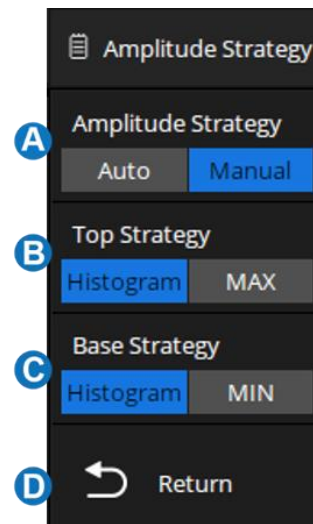 Amplitude Strategy
A
Amplitude Strategy
Auto Manual
B
Top Strategy
Histogram MAX
C
Base Strategy
Histogram MIN
D
Return